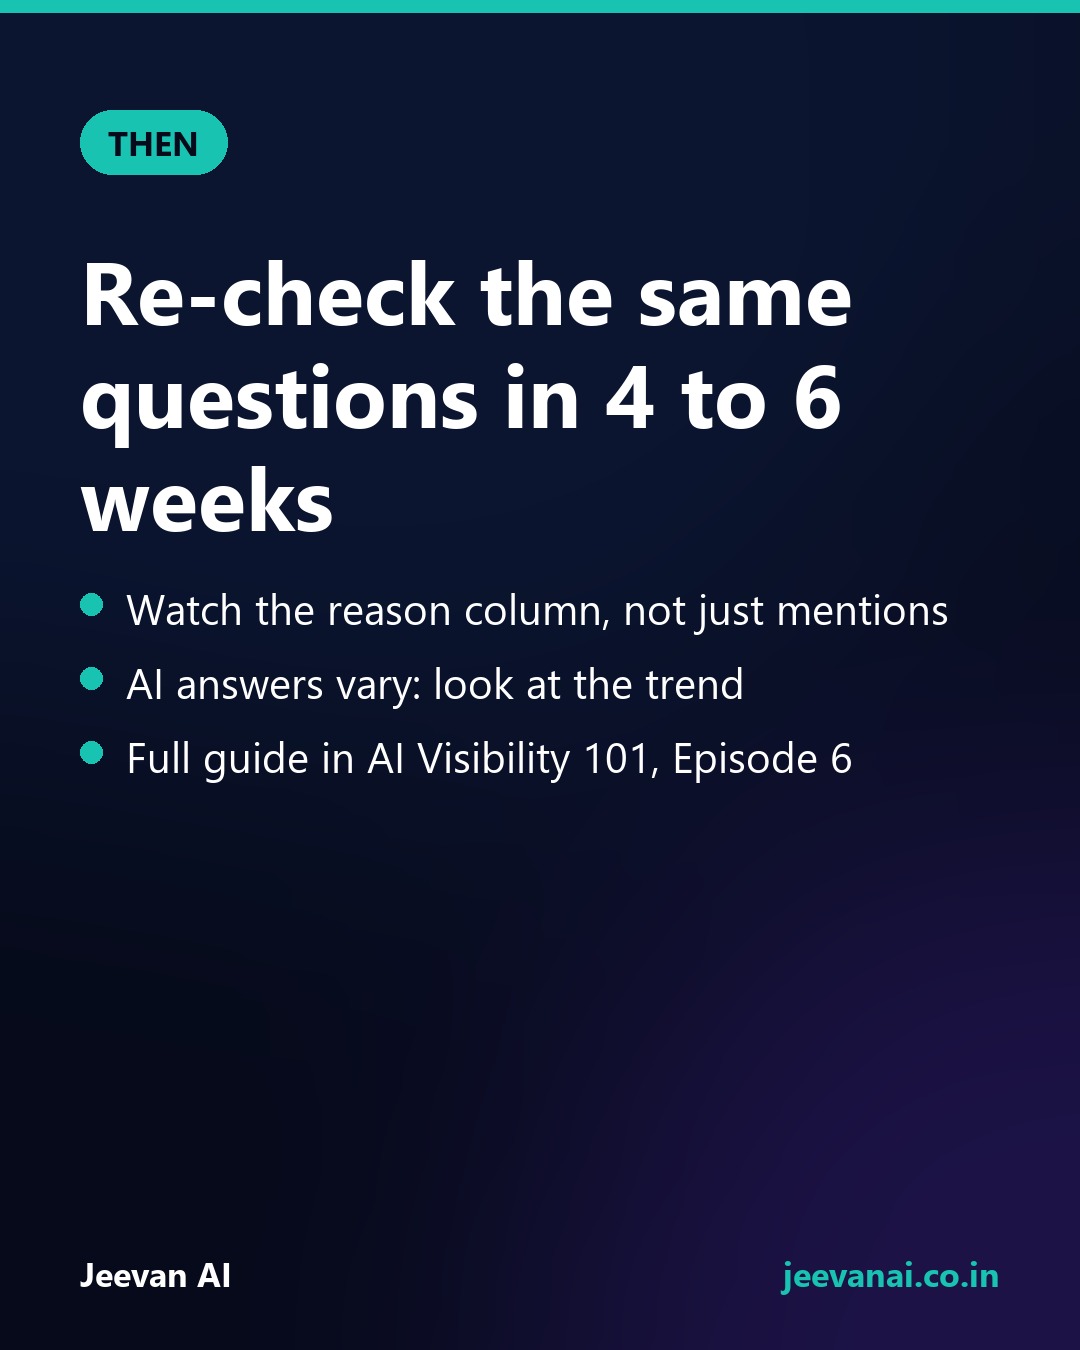 THEN
Re-check the same
questions in 4 to 6
weeks
Watch the reason column, not just mentions
AI answers vary: look at the trend
Full guide in AI Visibility 101, Episode 6
Jeevan AI
jeevanai.co.in